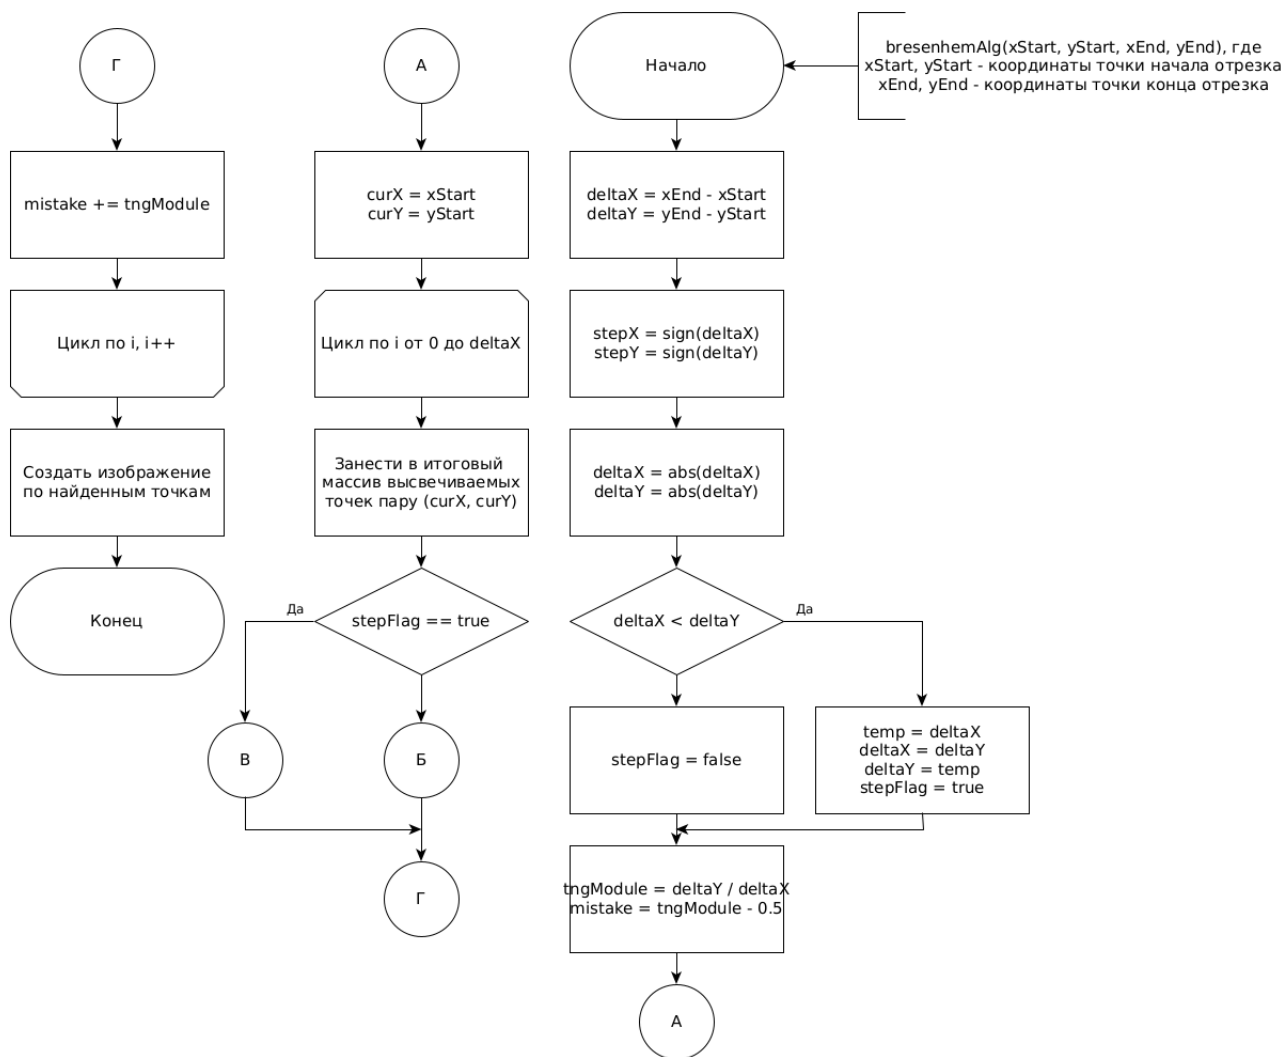 Г
mistake += tngModule
Цикл по i, i++
Создать изображение
по найденным точкам
Конец
А
curX = xStart
curY = yStart
Цикл по i от 0 до deltaX
Занести в итоговый
массив высвечиваемых
точек пару (curX, curY)
stepFlag == true
Да
В
Б
Г
Начало
bresenhemAlg(xStart, yStart, xEnd, yEnd), где
xStart, yStart - координаты точки начала отрезка
xEnd, yEnd - координаты точки конца отрезка
deltaX = xEnd - xStart
deltaY = yEnd - yStart
stepX = sign(deltaX)
stepY = sign(deltaY)
deltaX = abs(deltaX)
deltaY = abs(deltaY)
deltaX < deltaY
Да
stepFlag = false
temp = deltaX
deltaX = deltaY
deltaY = temp
stepFlag = true
tngModule = deltaY / deltaX
mistake = tngModule - 0.5
А